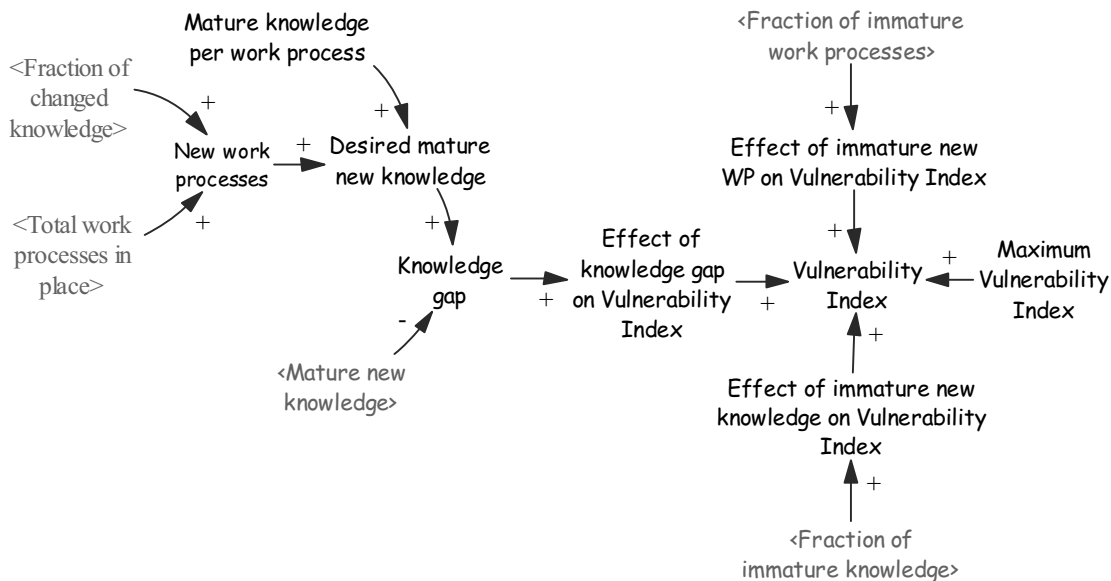 Mature knowledge
per work process
<Fraction of
changed
knowledge>
+
+
New work
processes
+
Desired mature
new knowledge
+
<Total work
processes in
place>
+
Knowledge
gap
-
<Mature new
knowledge>
+
Effect of
knowledge gap
on Vulnerability
Index
+
<Fraction of immature
work processes>
+
Effect of immature new
WP on Vulnerability Index
+
Vulnerability
Index
+
Maximum
Vulnerability
Index
+
Effect of immature new
knowledge on Vulnerability
Index
+
<Fraction of
immature knowledge>